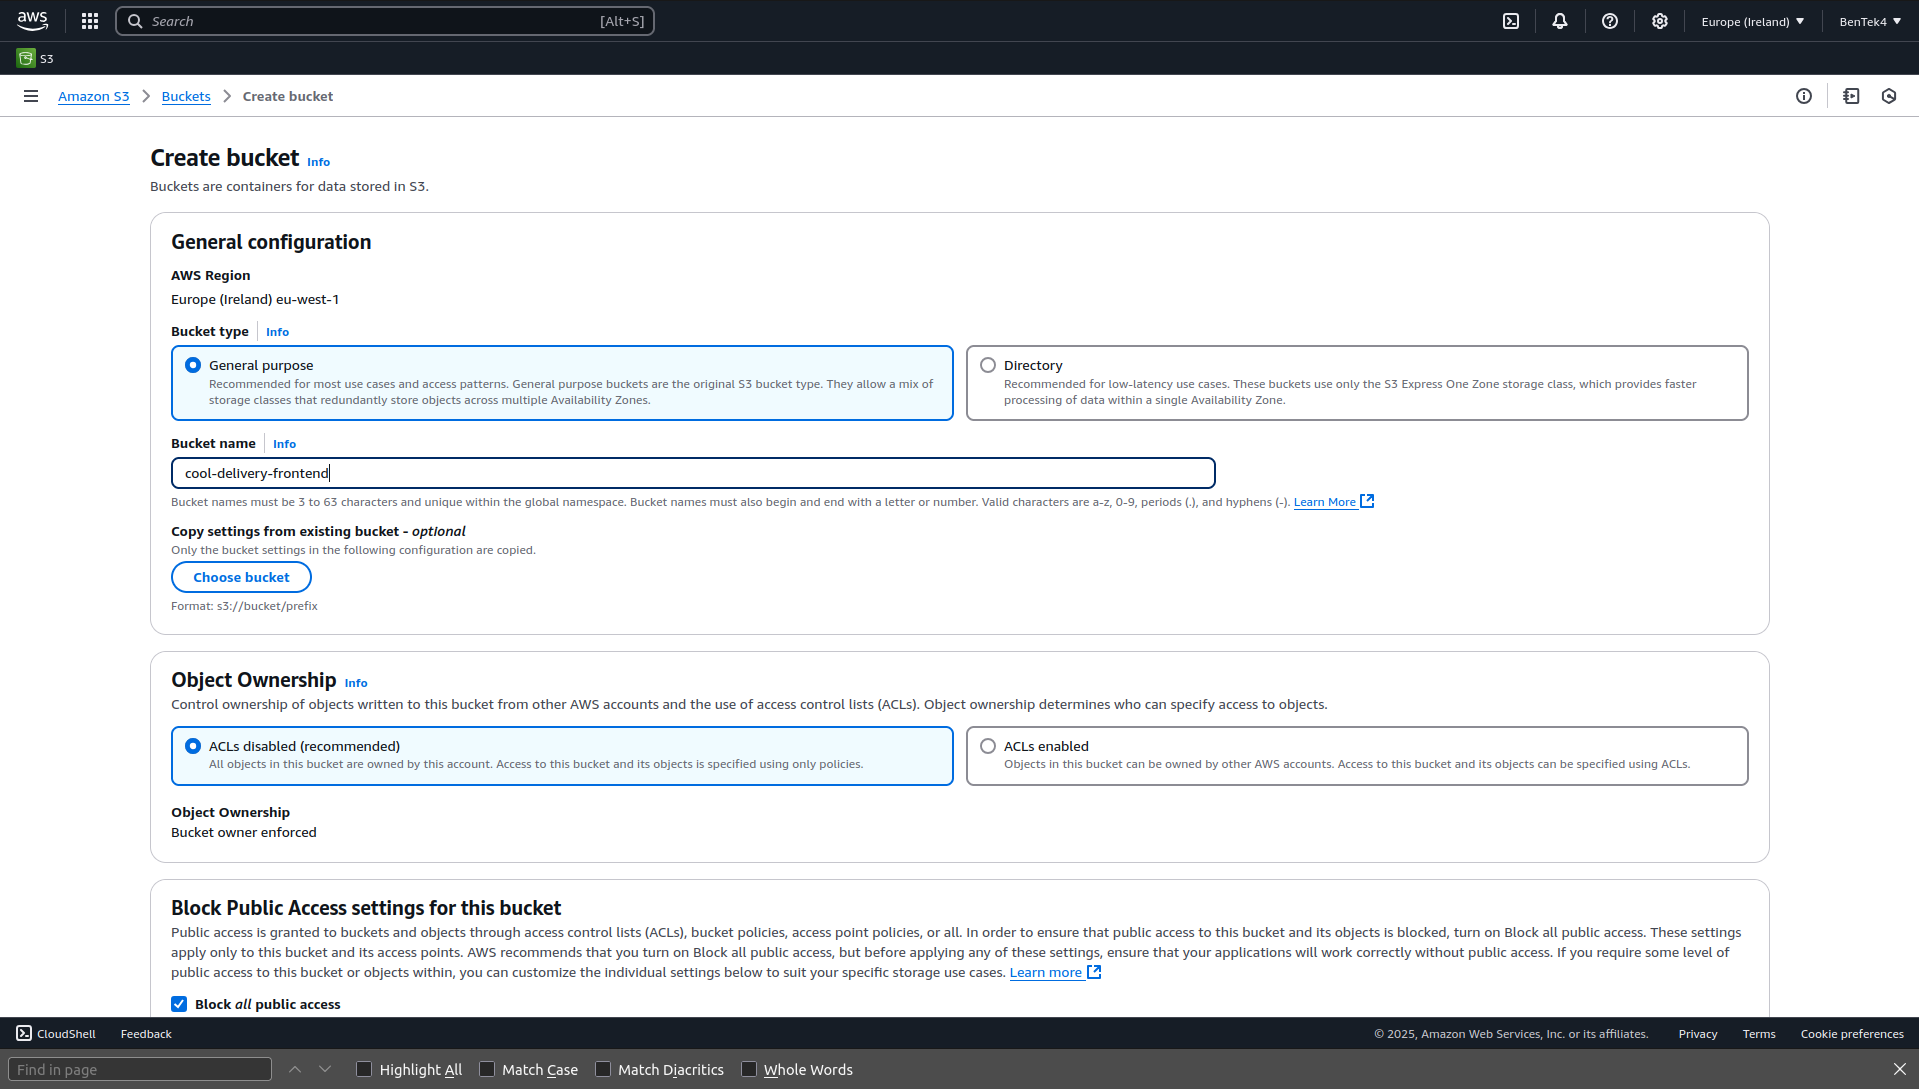 aws
Search [Alt+S]
Europe (Ireland)
BenTek4
S3
Amazon S3 Buckets Create bucket
Create bucket Info
Buckets are containers for data stored in S3.
General configuration
AWS Region
Europe (Ireland) eu-west-1
Bucket type Info
General purpose
Recommended for most use cases and access patterns. General purpose buckets are the original S3 bucket type. They allow a mix of
storage classes that redundantly store objects across multiple Availability Zones.
Directory
Recommended for low-latency use cases. These buckets use only the S3 Express One Zone storage class, which provides faster
processing of data within a single Availability Zone.
Bucket name Info
cool-delivery-frontend
Bucket names must be 3 to 63 characters and unique within the global namespace. Bucket names must also begin and end with a letter or number. Valid characters are a-z, 0-9, periods (.), and hyphens (-). Learn More
Copy settings from existing bucket - optional
Only the bucket settings in the following configuration are copied.
Choose bucket
Format: s3://bucket/prefix
Object Ownership Info
Control ownership of objects written to this bucket from other AWS accounts and the use of access control lists (ACLs). Object ownership determines who can specify access to objects.
ACLs disabled (recommended)
All objects in this bucket are owned by this account. Access to this bucket and its objects is specified using only policies.
ACLs enabled
Objects in this bucket can be owned by other AWS accounts. Access to this bucket and its objects can be specified using ACLs.
Object Ownership
Bucket owner enforced
Block Public Access settings for this bucket
Public access is granted to buckets and objects through access control lists (ACLs), bucket policies, access point policies, or all. In order to ensure that public access to this bucket and its objects is blocked, turn on Block all public access. These settings
apply only to this bucket and its access points. AWS recommends that you turn on Block all public access, but before applying any of these settings, ensure that your applications will work correctly without public access. If you require some level of
public access to this bucket or objects within, you can customize the individual settings below to suit your specific storage use cases. Learn more
Block all public access
CloudShell Feedback © 2025, Amazon Web Services, Inc. or its affiliates. Privacy Terms Cookie preferences
Find in page Highlight All Match Case Match Diacritics Whole Words